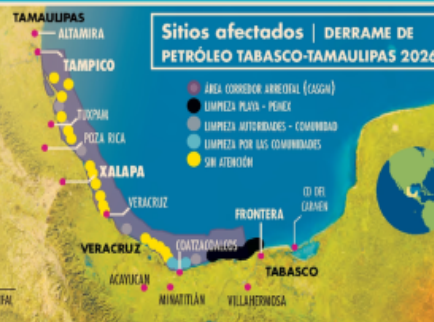 TAMAULIPAS
ALTAMIRA
TAMPICO
TUXPAM
POZA RICA
XALAPA
VERACRUZ
VERACRUZ
ACAYUCAN
COATZACOALCOS
MINATITLÁN
VILLAHERMOSA
FRONTERA
TABASCO
CD DEL
CARMEN
Sitios afectados | DERRAME DE
PETRÓLEO TABASCO-TAMAULIPAS 2026
ÁREA CORREDOR ARRECIFAL (CASGM)
LIMPIEZA PLAYA - PEMEX
LIMPIEZA AUTORIDADES - COMUNIDAD
LIMPIEZA POR LAS COMUNIDADES
SIN ATENCIÓN